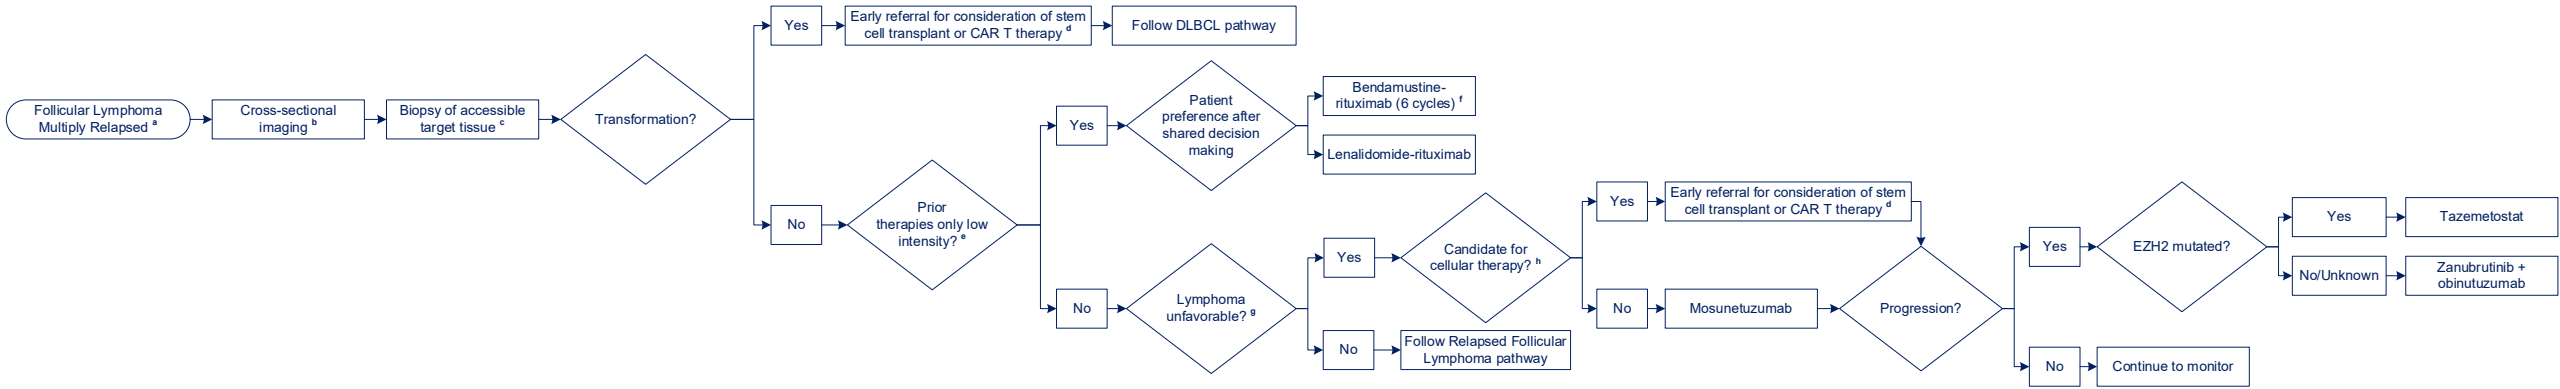 Follicular Lymphoma
Multiply Relapsed a
Cross-sectional
imaging b
Biopsy of accessible
target tissue c
Transformation?
Yes
Early referral for consideration of stem
cell transplant or CAR T therapy d
Follow DLBCL pathway
No
Prior
therapies only low
intensity? e
Yes
Patient
preference after
shared decision
making
Bendamustine-
rituximab (6 cycles) f
Lenalidomide-rituximab
No
Lymphoma
unfavorable? g
Yes
Candidate for
cellular therapy? h
Yes
Early referral for consideration of stem
cell transplant or CAR T therapy d
No
Mosunetuzumab
No
Follow Relapsed Follicular
Lymphoma pathway
Progression?
Yes
EZH2 mutated?
Yes
Tazemetostat
No/Unknown
Zanubrutinib +
obinutuzumab
No
Continue to monitor